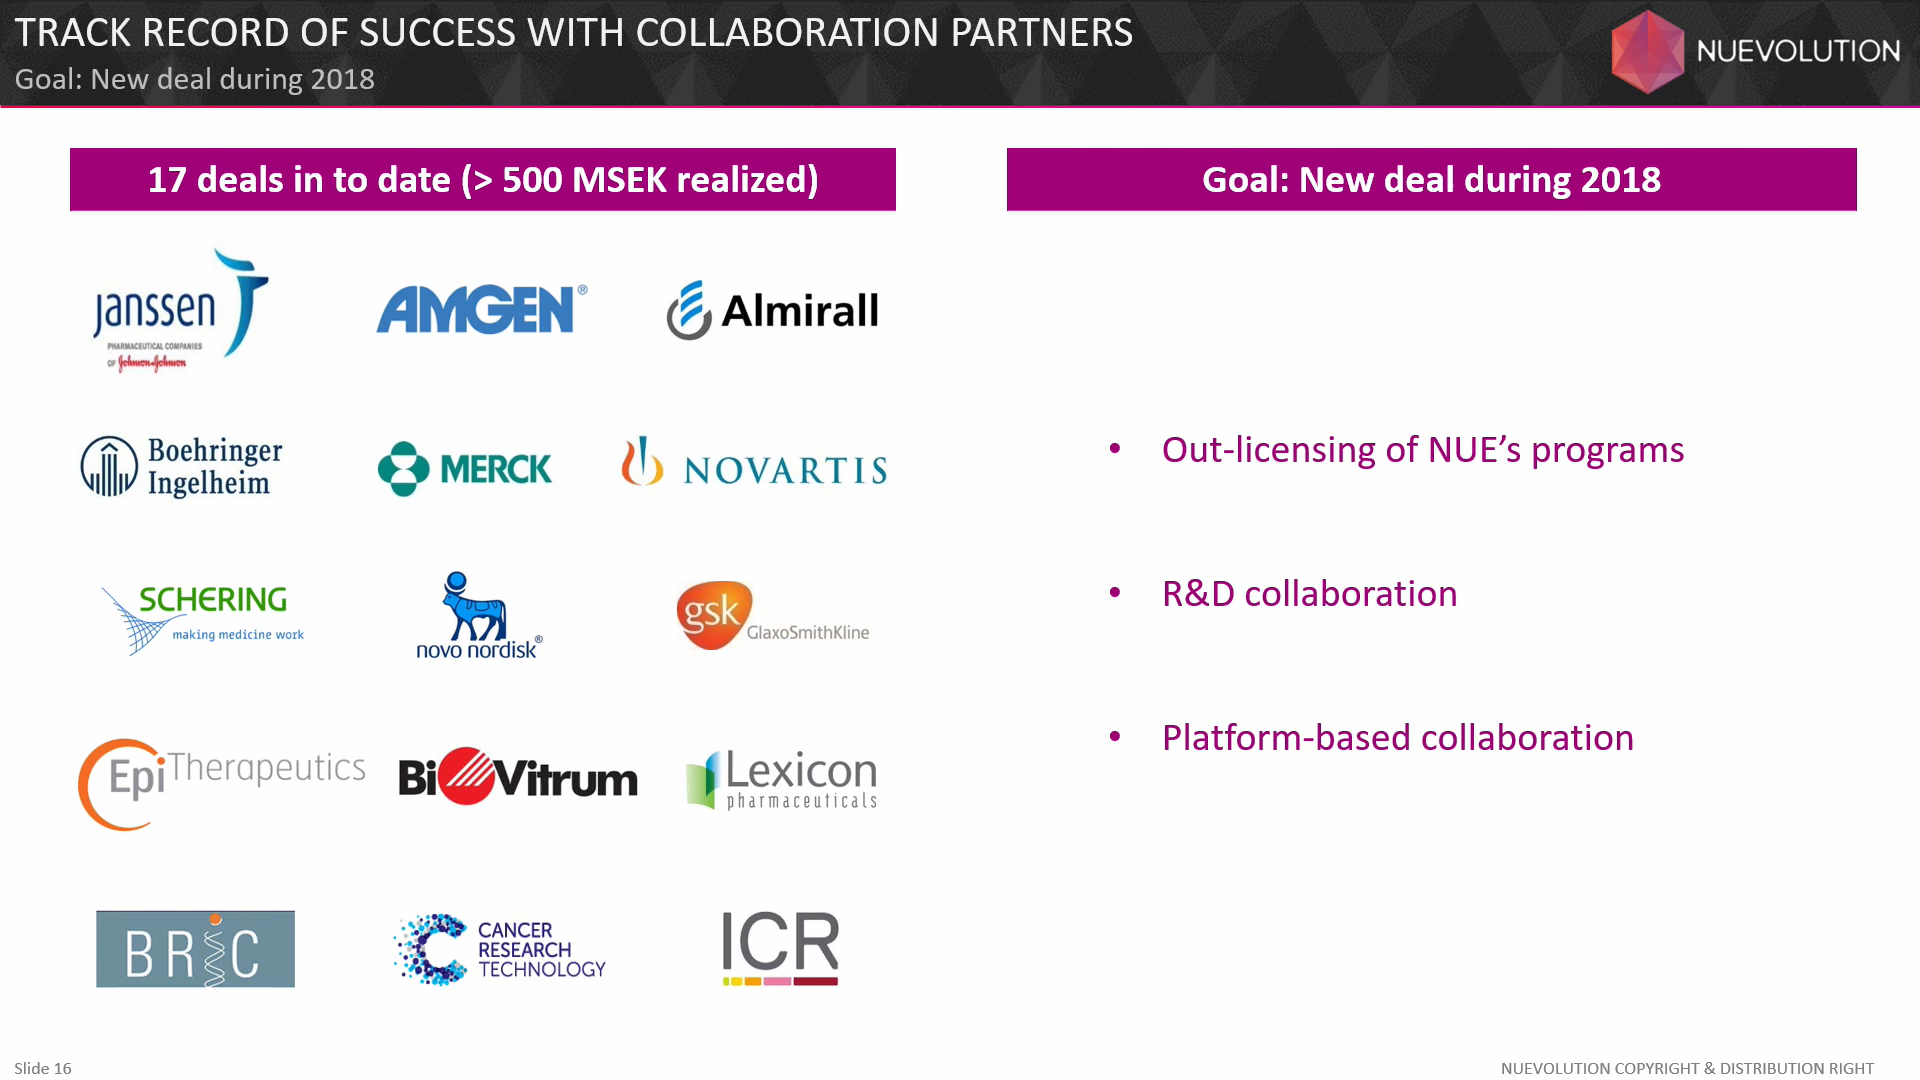 TRACK RECORD OF SUCCESS WITH COLLABORATION PARTNERS
Goal: New deal during 2018
NUEVOLUTION
17 deals in to date (> 500 MSEK realized)
janssen
PHARMACEUTICAL COMPANIES
OF Johnson&Johnson
AMGEN®
Almirall
Boehringer
Ingelheim
MERCK
NOVARTIS
SCHERING
making medicine work
novo nordisk®
gsk
GlaxoSmithKline
EpiTherapeutics
BioVitrum
Lexicon
pharmaceuticals
BRIC
CANCER
RESEARCH
TECHNOLOGY
ICR
Goal: New deal during 2018
• Out-licensing of NUE’s programs
• R&D collaboration
• Platform-based collaboration
Slide 16
NUEVOLUTION COPYRIGHT & DISTRIBUTION RIGHT